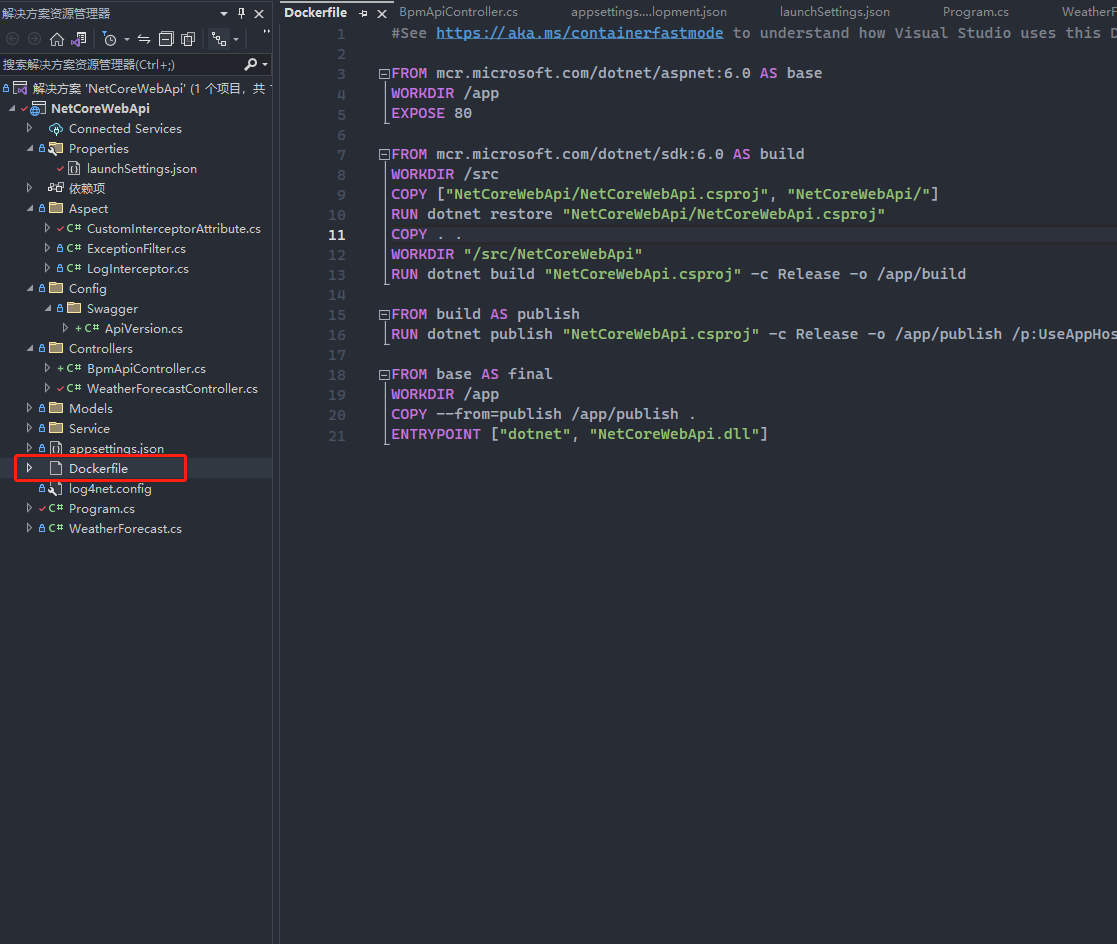 解决方案资源管理器
搜索解决方案资源管理器(Ctrl+;)
解决方案 'NetCoreWebApi' (1 个项目，共 1
NetCoreWebApi
Connected Services
Properties
launchSettings.json
依赖项
Aspect
C# CustomInterceptorAttribute.cs
C# ExceptionFilter.cs
C# LogInterceptor.cs
Config
Swagger
C# ApiVersion.cs
Controllers
C# BpmApiController.cs
C# WeatherForecastController.cs
Models
Service
appsettings.json
Dockerfile
log4net.config
C# Program.cs
C# WeatherForecast.cs
Dockerfile BpmApiController.cs appsettings....lopment.json launchSettings.json Program.cs WeatherF
1 #See https://aka.ms/containerfastmode to understand how Visual Studio uses this D
2
3 FROM mcr.microsoft.com/dotnet/aspnet:6.0 AS base
4 WORKDIR /app
5 EXPOSE 80
6
7 FROM mcr.microsoft.com/dotnet/sdk:6.0 AS build
8 WORKDIR /src
9 COPY ["NetCoreWebApi/NetCoreWebApi.csproj", "NetCoreWebApi/"]
10 RUN dotnet restore "NetCoreWebApi/NetCoreWebApi.csproj"
11 COPY . .
12 WORKDIR "/src/NetCoreWebApi"
13 RUN dotnet build "NetCoreWebApi.csproj" -c Release -o /app/build
14
15 FROM build AS publish
16 RUN dotnet publish "NetCoreWebApi.csproj" -c Release -o /app/publish /p:UseAppHos
17
18 FROM base AS final
19 WORKDIR /app
20 COPY --from=publish /app/publish .
21 ENTRYPOINT ["dotnet", "NetCoreWebApi.dll"]